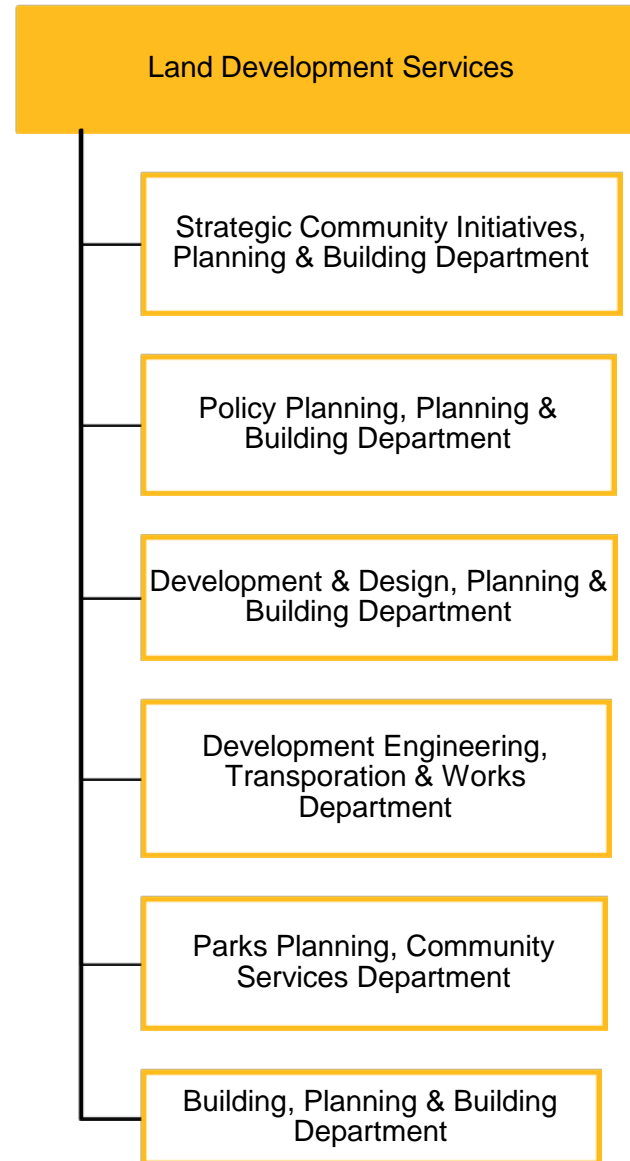 Land Development Services
Strategic Community Initiatives,
Planning & Building Department
Policy Planning, Planning &
Building Department
Development & Design, Planning &
Building Department
Development Engineering,
Transporation & Works
Department
Parks Planning, Community
Services Department
Building, Planning & Building
Department